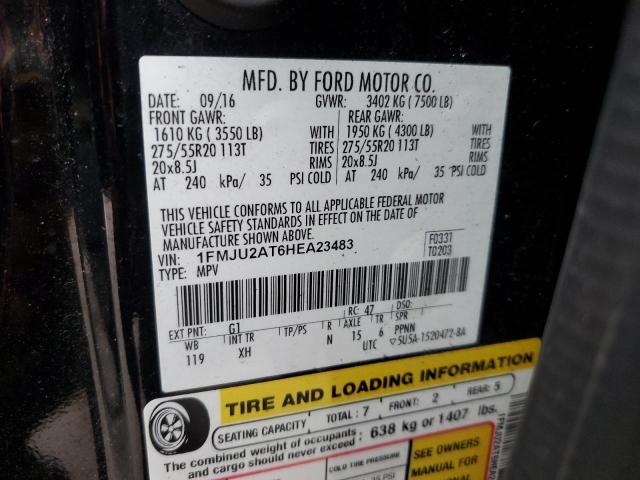 MFD. BY FORD MOTOR CO.
DATE: 09/16 GVWR: 3402 KG ( 7500 LB)
FRONT GAWR: REAR GAWR:
1610 KG ( 3550 LB) WITH 1950 KG ( 4300 LB) WITH
275/55R20 113T TIRES 275/55R20 113T TIRES
20x8.5J RIMS 20x8.5J RIMS
AT 240 kPa/ 35 PSI COLD AT 240 kPa/ 35 PSI COLD
THIS VEHICLE CONFORMS TO ALL APPLICABLE FEDERAL MOTOR
VEHICLE SAFETY STANDARDS IN EFFECT ON THE DATE OF
MANUFACTURE SHOWN ABOVE.
VIN: 1FMJU2AT6HEA23483 F0331
TYPE: MPV T0203
EXT PNT: G1 RC: 47 DSO:
WB INT TR TP/PS R AXLE TR SPR
119 XH N 15 6 PPNN
UTC 5U5A-1520472-BA
TIRE AND LOADING INFORMATION
SEATING CAPACITY TOTAL: 7 FRONT: 2 REAR: 5
The combined weight of occupants
and cargo should never exceed: 638 kg or 1407 lbs.
COLD TIRE PRESSURE SEE OWNERS
MANUAL FOR